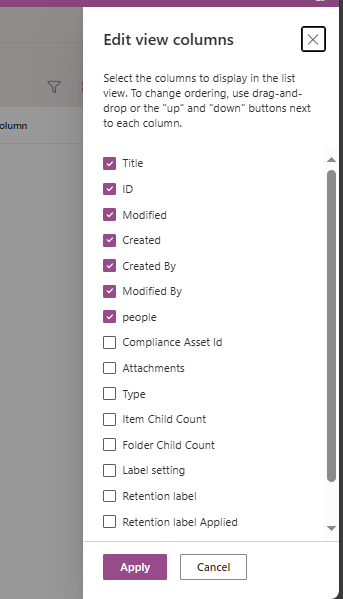 Edit view columns
Select the columns to display in the list
view. To change ordering, use drag-and-
drop or the "up" and "down" buttons next
to each column.
olumn
Title
ID
Modified
Created
Created By
Modified By
people
Compliance Asset Id
Attachments
Type
Item Child Count
Folder Child Count
Label setting
Retention label
Retention label Applied
Apply
Cancel